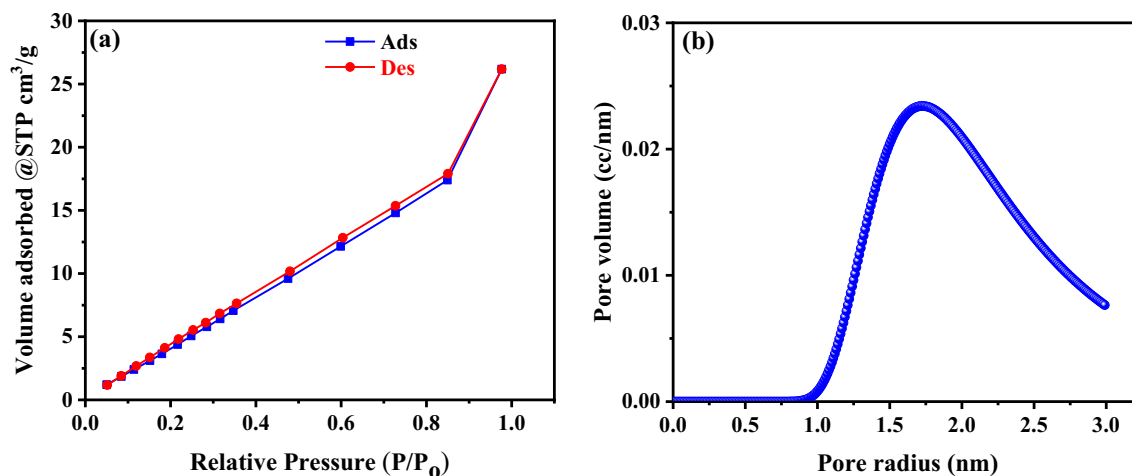 (a)
Ads
Des
Volume adsorbed @STP cm³/g
30
25
20
15
10
5
0
0.0 0.2 0.4 0.6 0.8 1.0
Relative Pressure (P/P₀)
(b)
Pore volume (cc/nm)
0.03
0.02
0.01
0.00
0.0 0.5 1.0 1.5 2.0 2.5 3.0
Pore radius (nm)